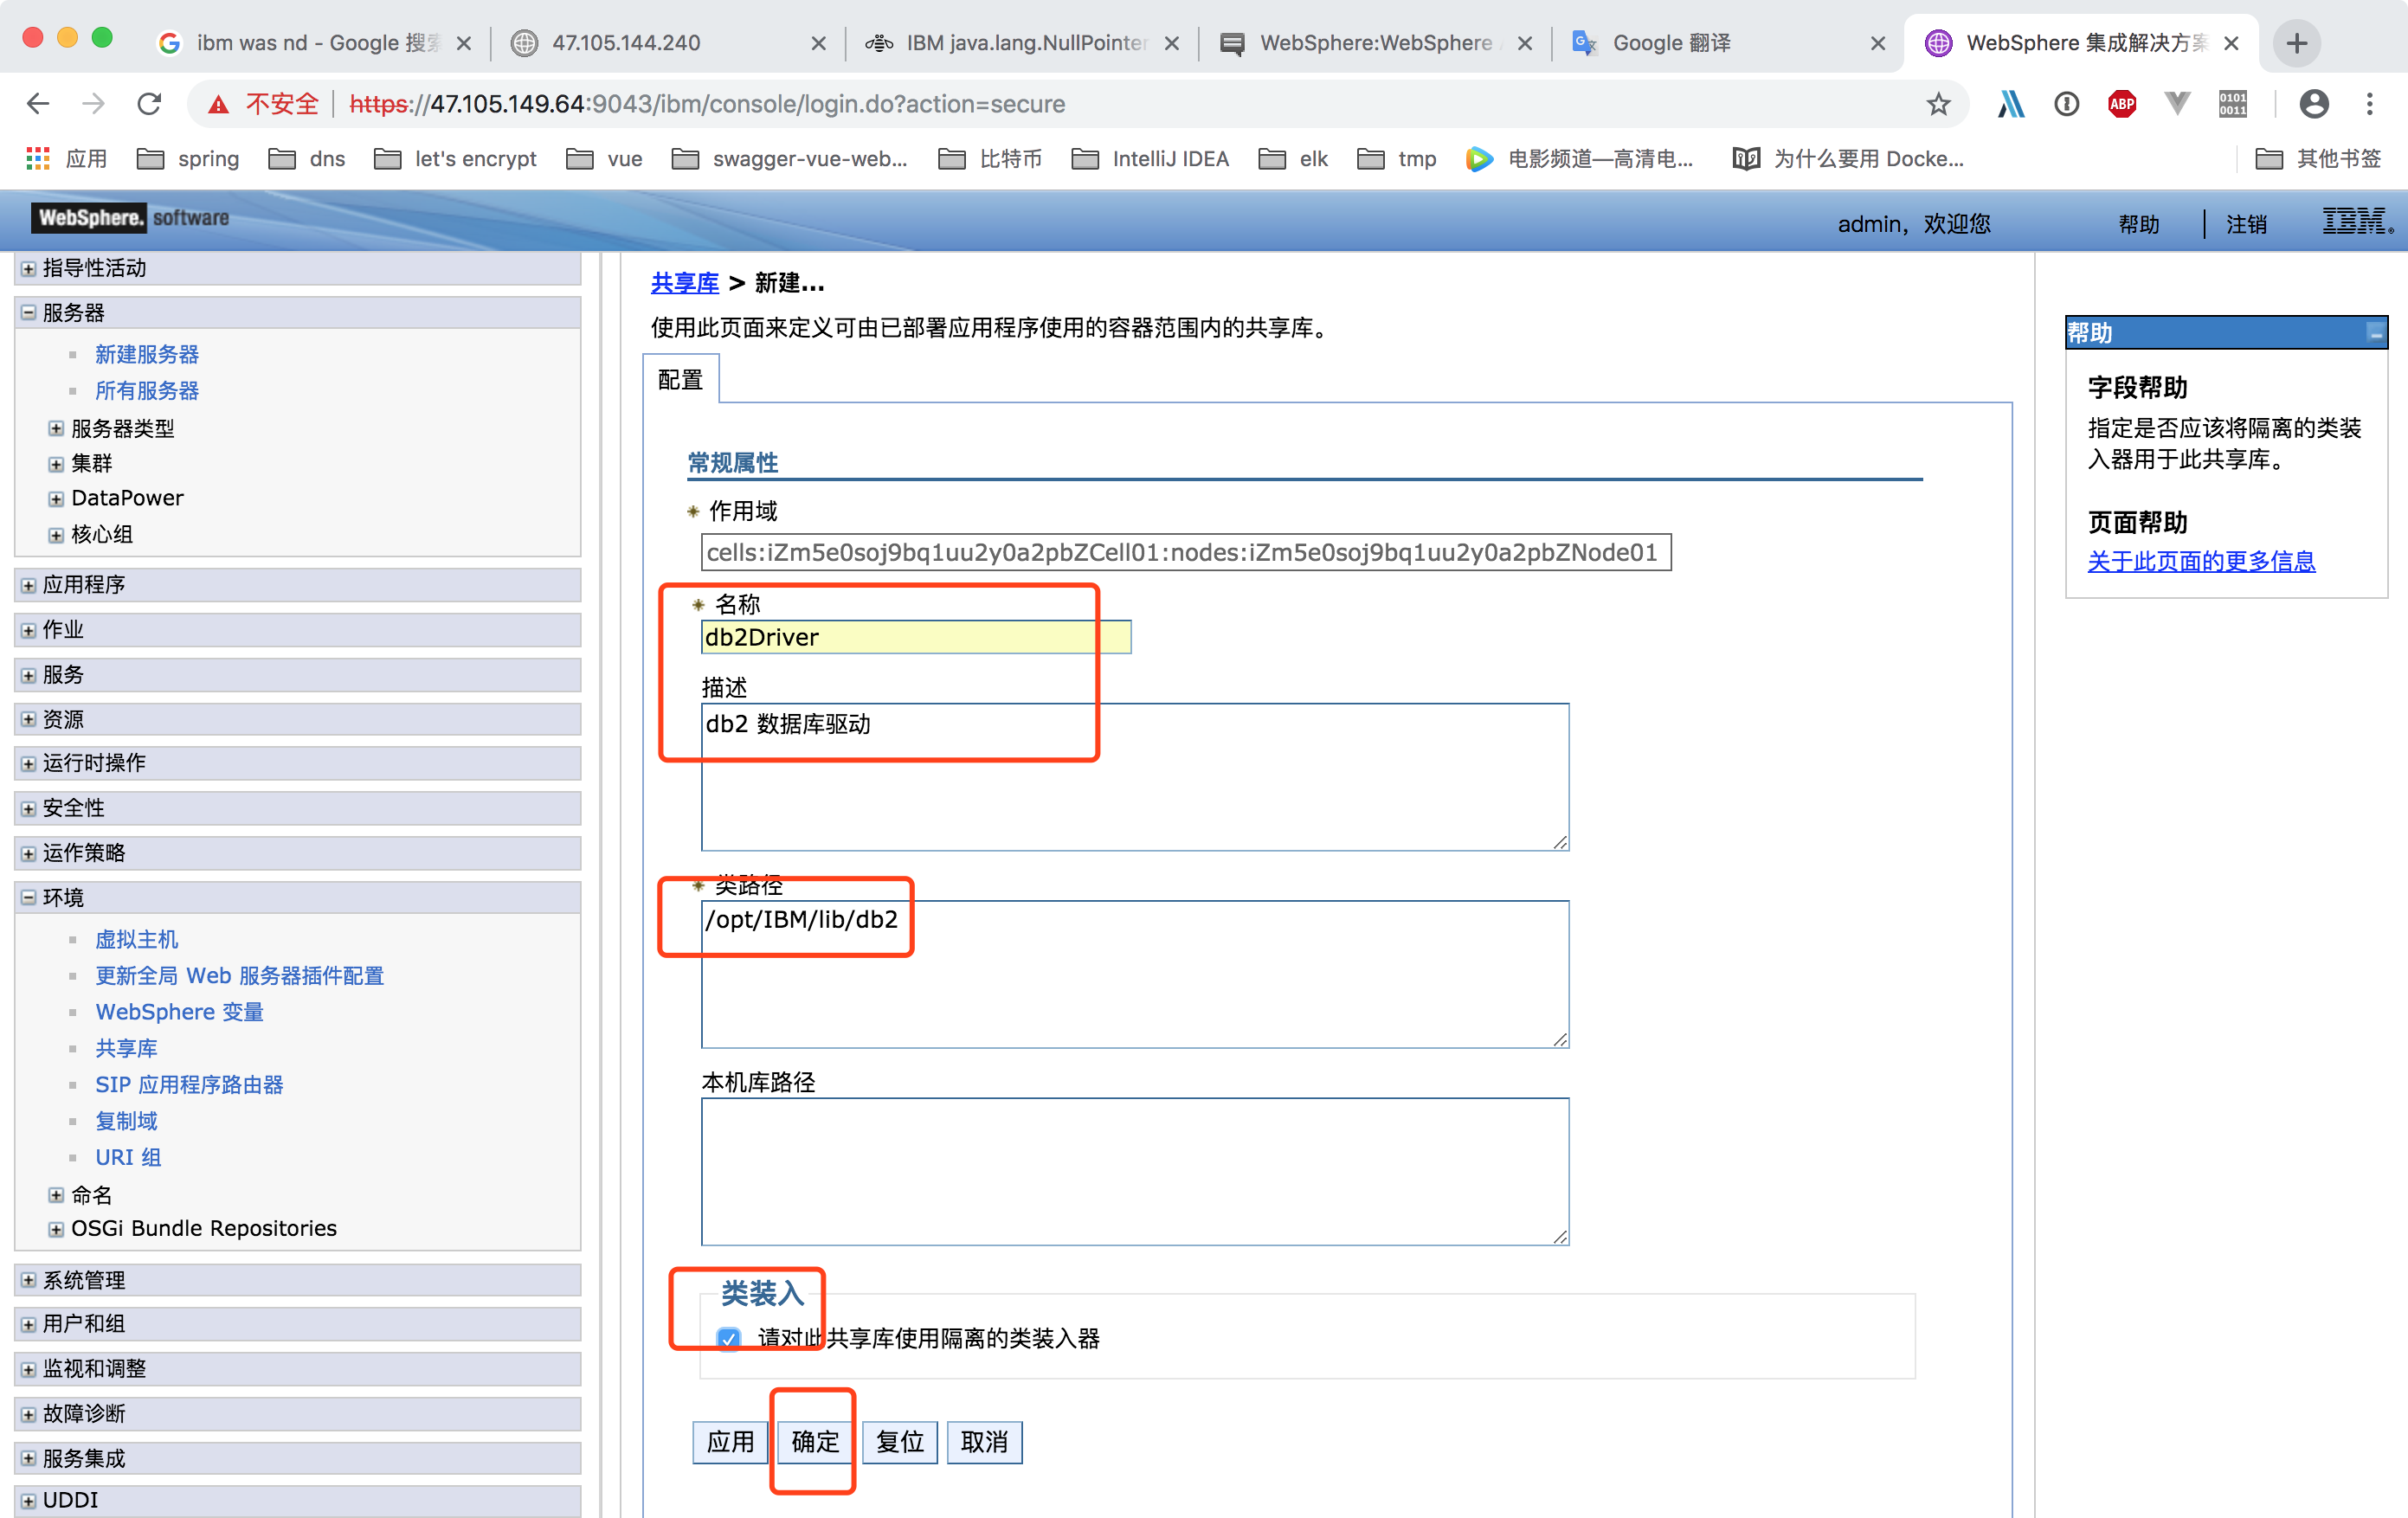 ibm was nd - Google 搜索
47.105.144.240
IBM java.lang.NullPointer
WebSphere:WebSphere
Google 翻译
WebSphere 集成解决方案
不安全
https://47.105.149.64:9043/ibm/console/login.do?action=secure
ABP
0101
0011
应用
spring
dns
let's encrypt
vue
swagger-vue-web...
比特币
IntelliJ IDEA
elk
tmp
电影频道—高清电...
为什么要用 Docke...
其他书签
WebSphere. software
admin，欢迎您
帮助
注销
IBM.
指导性活动
服务器
新建服务器
所有服务器
服务器类型
集群
DataPower
核心组
应用程序
作业
服务
资源
运行时操作
安全性
运作策略
环境
虚拟主机
更新全局 Web 服务器插件配置
WebSphere 变量
共享库
SIP 应用程序路由器
复制域
URI 组
命名
OSGi Bundle Repositories
系统管理
用户和组
监视和调整
故障诊断
服务集成
UDDI
共享库 > 新建...
使用此页面来定义可由已部署应用程序使用的容器范围内的共享库。
配置
常规属性
作用域
cells:iZm5e0soj9bq1uu2y0a2pbZCell01:nodes:iZm5e0soj9bq1uu2y0a2pbZNode01
名称
db2Driver
描述
db2 数据库驱动
类路径
/opt/IBM/lib/db2
本机库路径
类装入
请对此共享库使用隔离的类装入器
应用
确定
复位
取消
帮助
字段帮助
指定是否应该将隔离的类装
入器用于此共享库。
页面帮助
关于此页面的更多信息